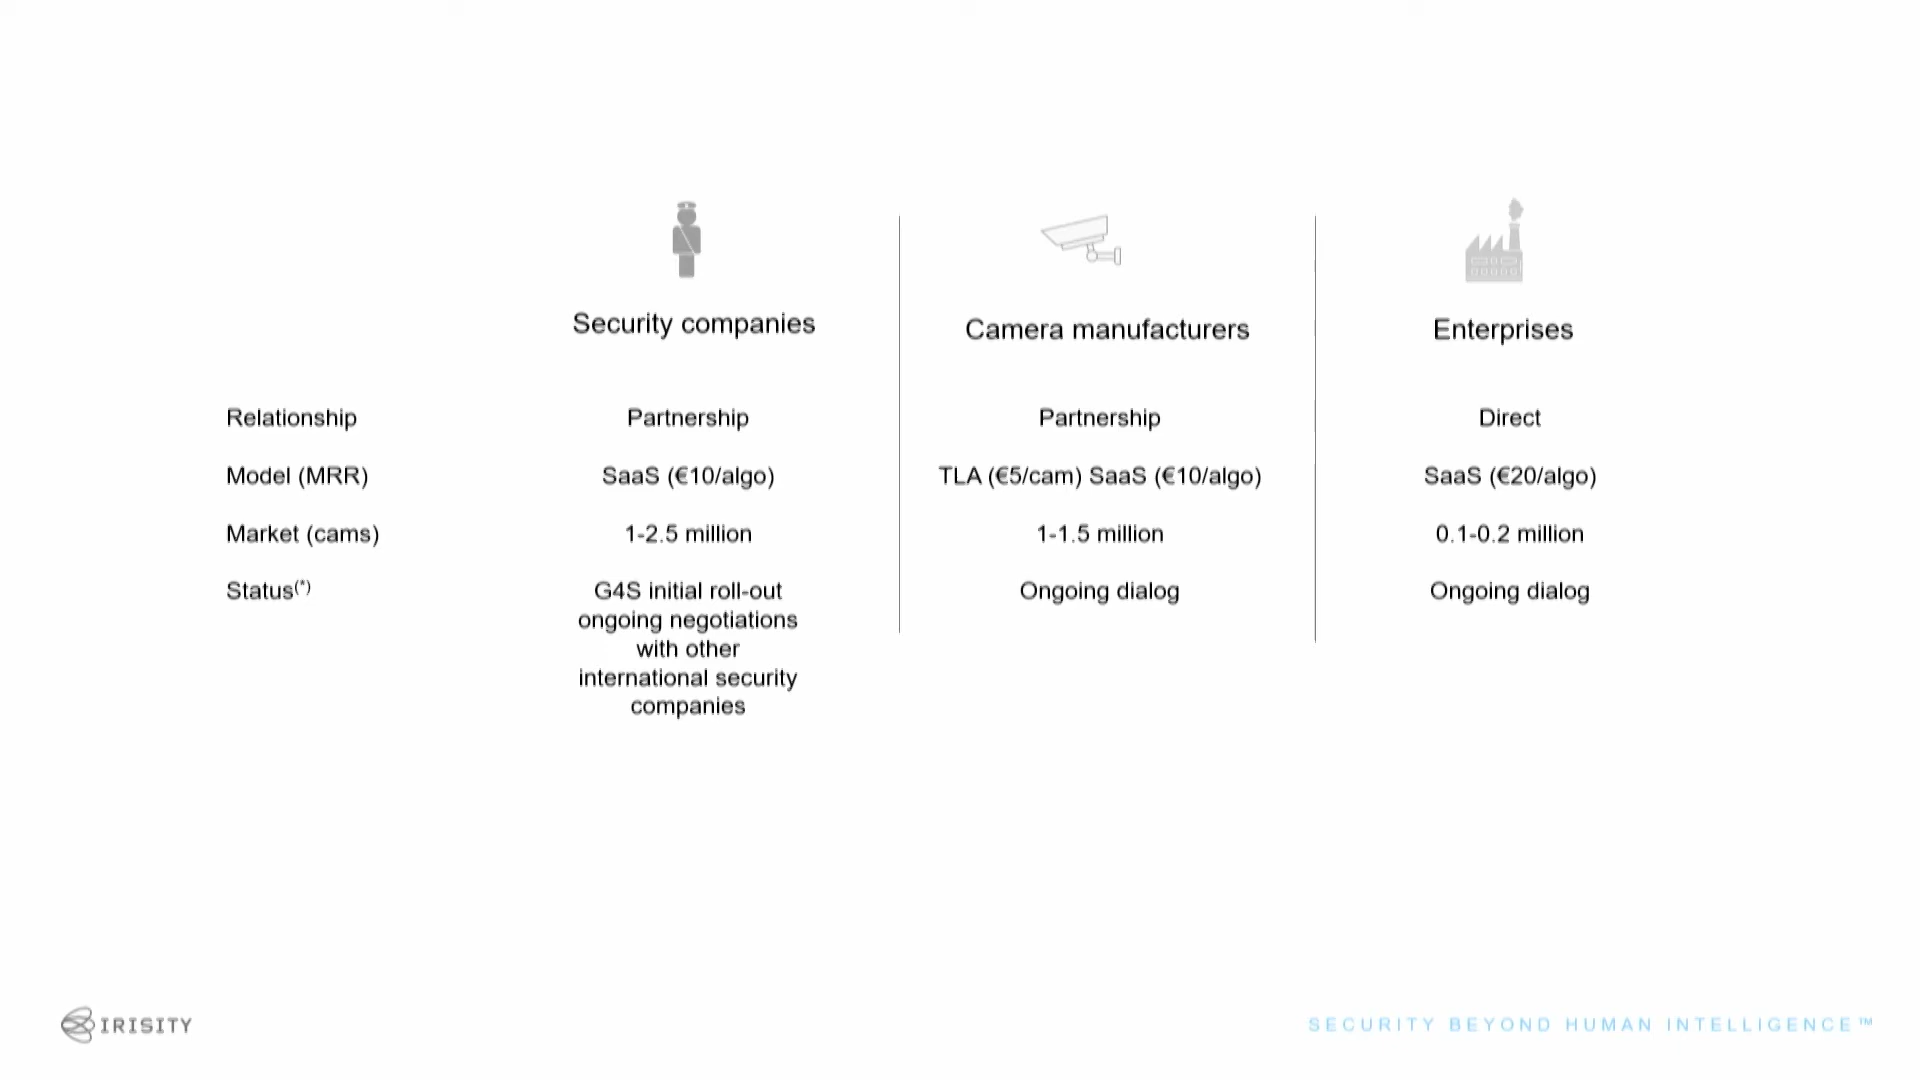 Security companies
Camera manufacturers
Enterprises
Relationship
Partnership
Partnership
Direct
Model (MRR)
SaaS (€10/algo)
TLA (€5/cam) SaaS (€10/algo)
SaaS (€20/algo)
Market (cams)
1-2.5 million
1-1.5 million
0.1-0.2 million
Status(*)
G4S initial roll-out
ongoing negotiations
with other
international security
companies
Ongoing dialog
Ongoing dialog
IRISITY
SECURITY BEYOND HUMAN INTELLIGENCE™